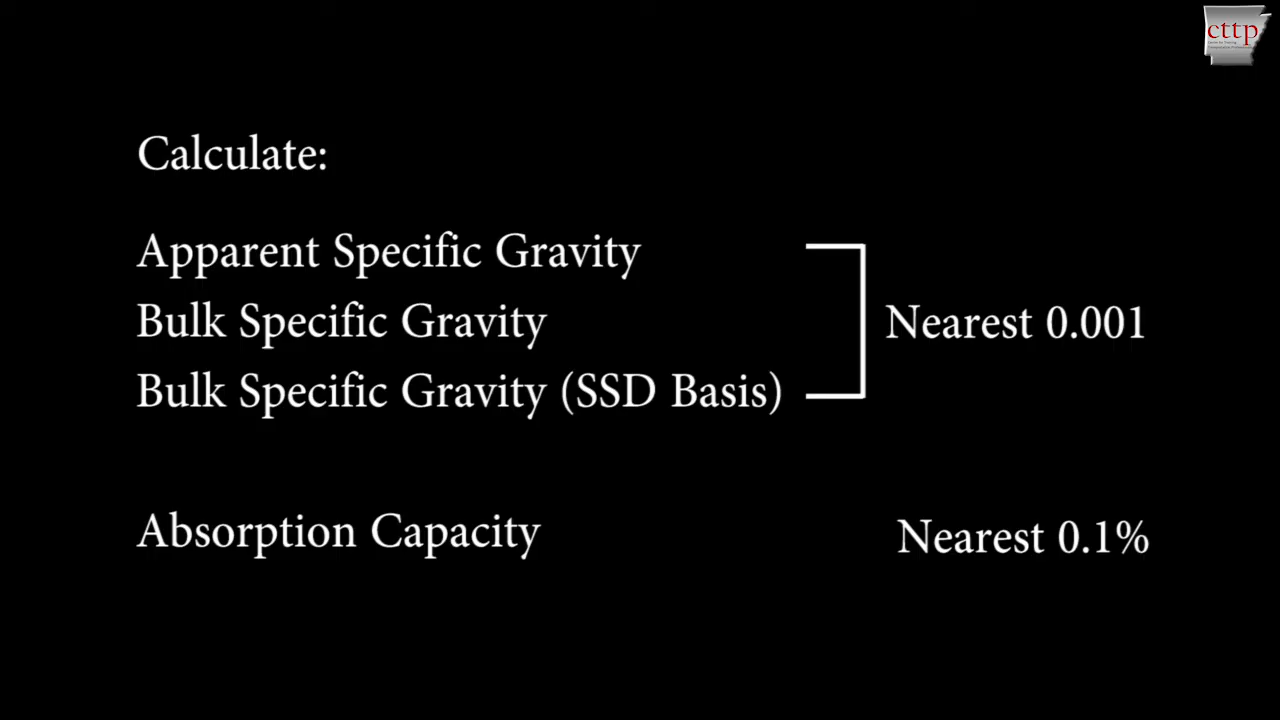 cttp
Calculate:
Apparent Specific Gravity
Bulk Specific Gravity
Nearest 0.001
Bulk Specific Gravity (SSD Basis)
Absorption Capacity
Nearest 0.1%